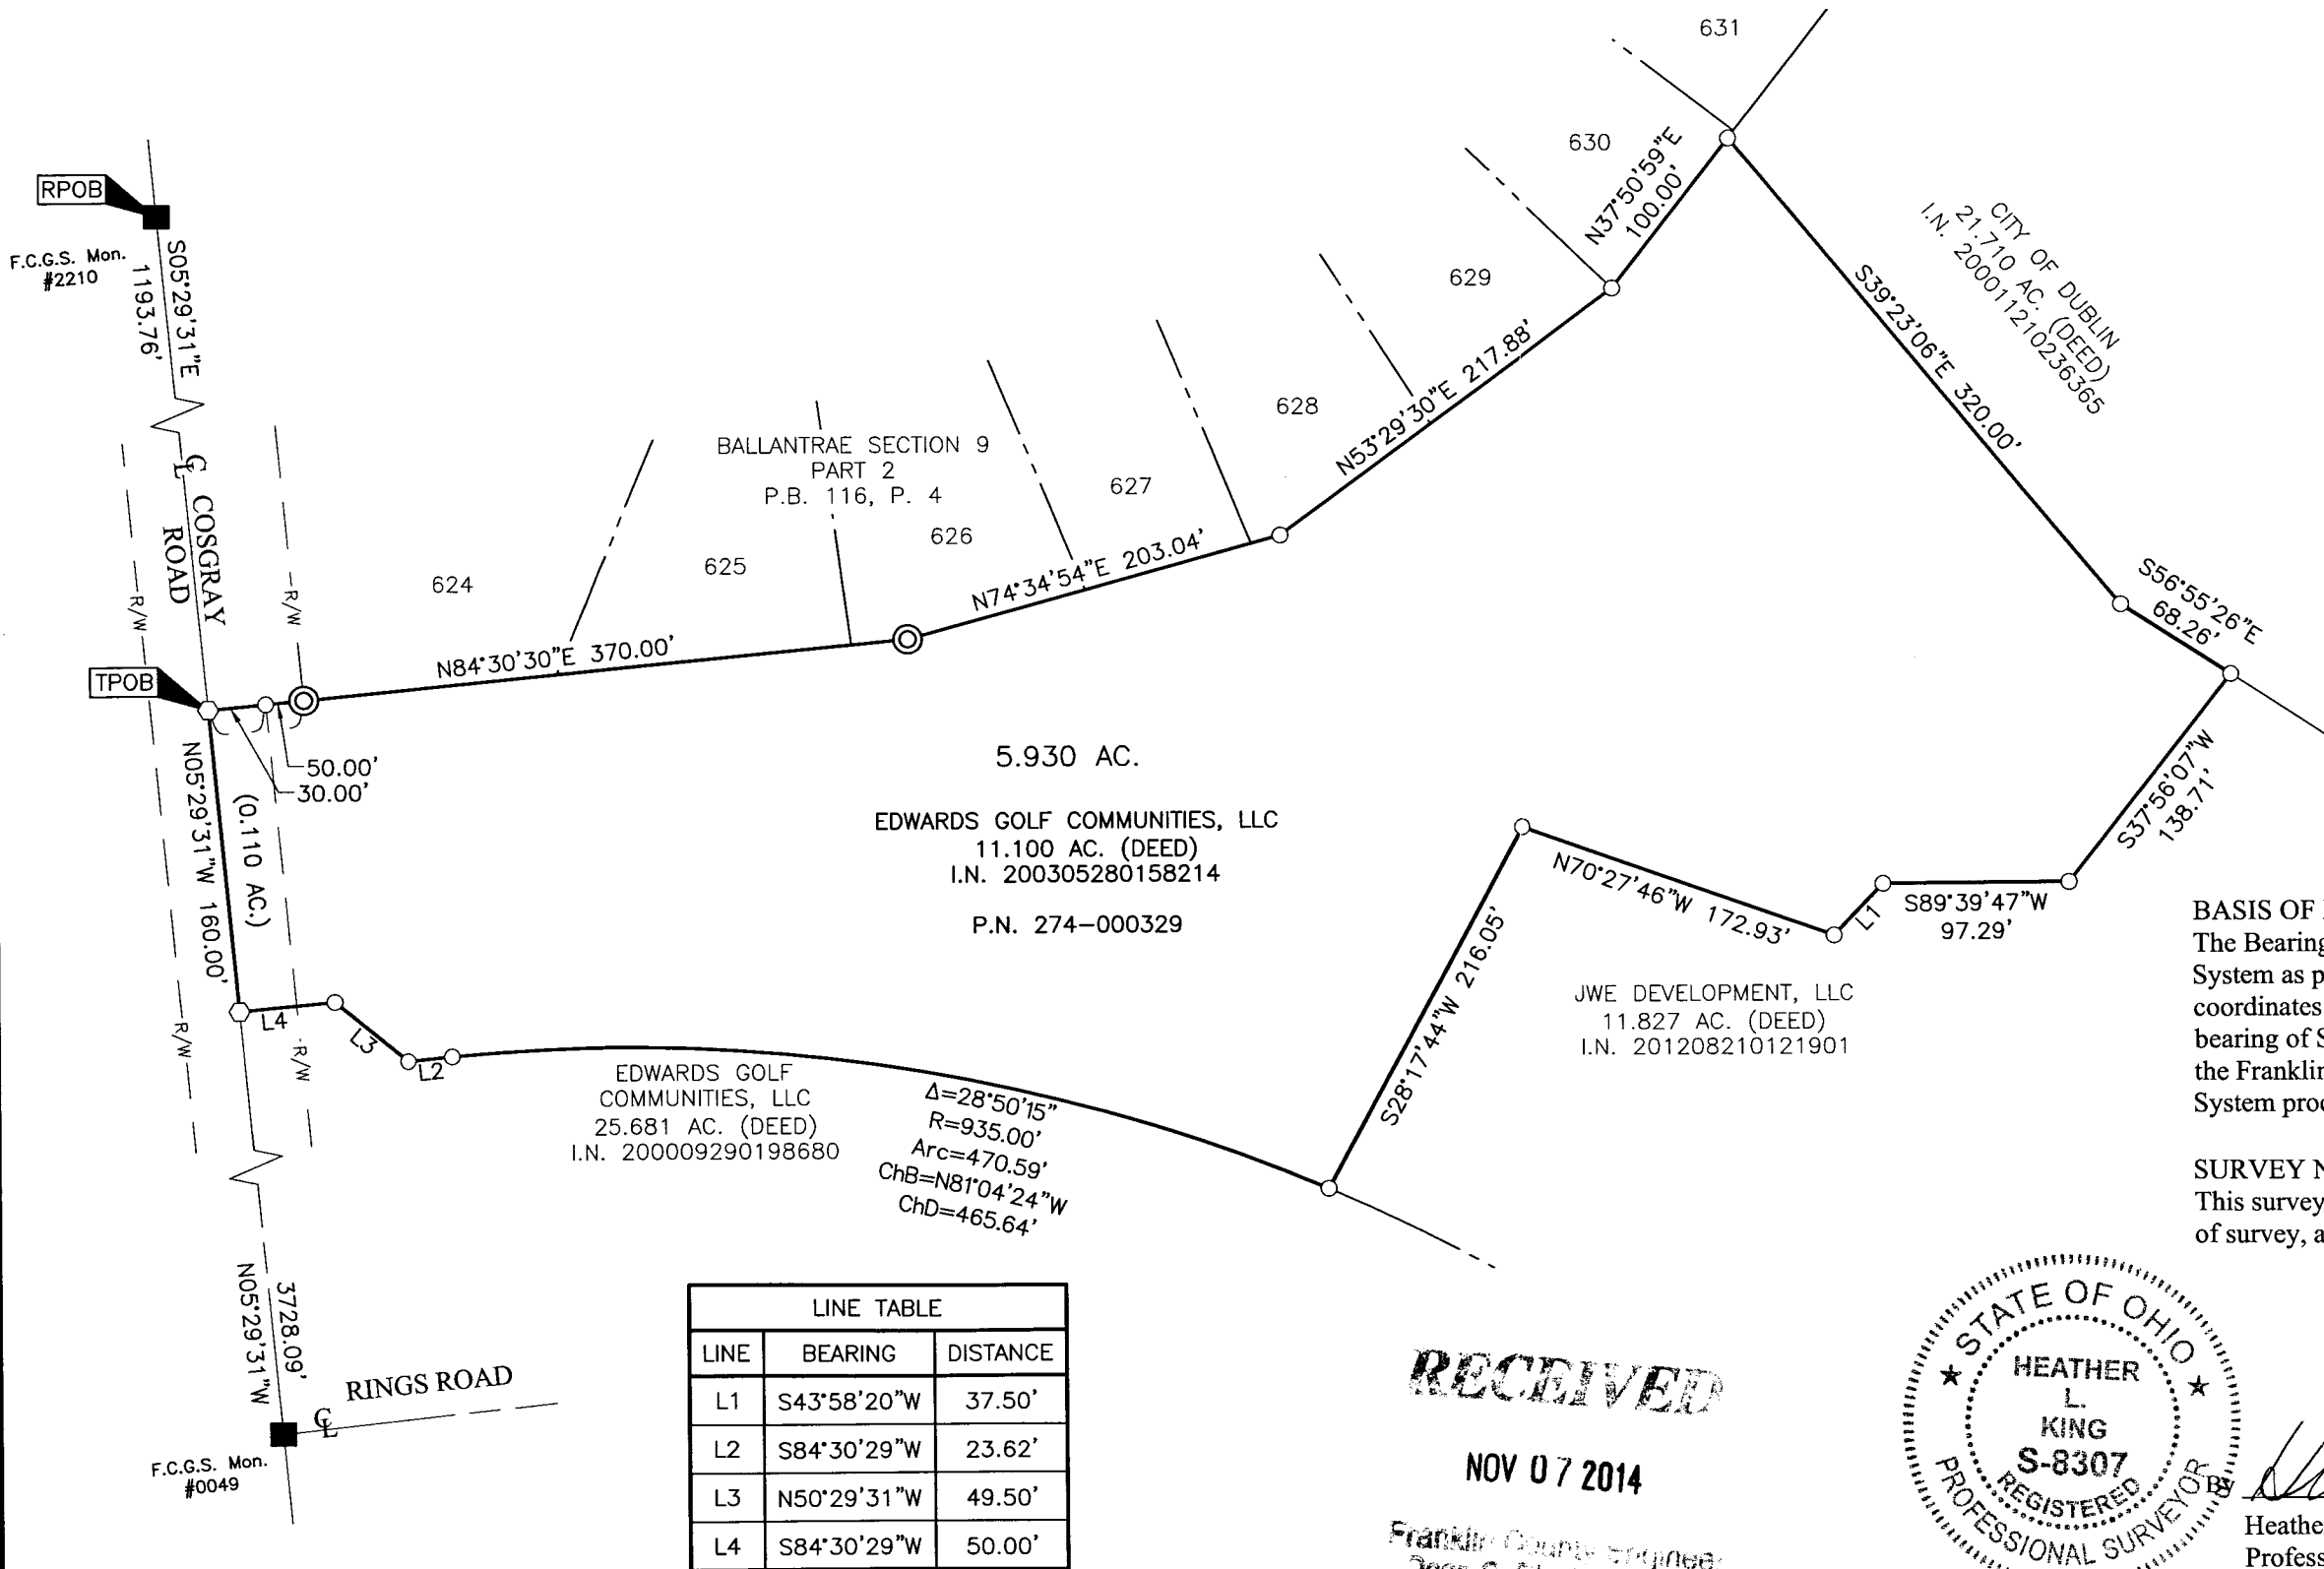 631
630
N37°50'59"E
100.00'
RPOB
F.C.G.S. Mon.
#2210
S05°29'31"E
1193.76'
CITY OF DUBLIN
21.710 AC. (DEED)
I.N. 200011210236365
S39°23'06"E 320.00'
629
N53°29'30"E 217.88'
628
BALLANTRAE SECTION 9
PART 2
P.B. 116, P. 4
627
626
625
624
N74°34'54"E 203.04'
N84°30'30"E 370.00'
COSGRAY
ROAD
R/W
R/W
S56°55'26"E
68.26'
TPOB
50.00'
30.00'
N05°29'31"W 160.00'
(0.110 AC.)
5.930 AC.
EDWARDS GOLF COMMUNITIES, LLC
11.100 AC. (DEED)
I.N. 200305280158214
P.N. 274-000329
S37°56'07"W
138.71'
N70°27'46"W 172.93'
L1
S89°39'47"W
97.29'
S28°17'44"W 216.05'
JWE DEVELOPMENT, LLC
11.827 AC. (DEED)
I.N. 201208210121901
BASIS OF
The Bearing
System as p
coordinates
bearing of S
the Franklin
System proc
SURVEY N
This survey
of survey, a
L4
L3
L2
R/W
R/W
EDWARDS GOLF
COMMUNITIES, LLC
25.681 AC. (DEED)
I.N. 200009290198680
Δ=28°50'15"
R=935.00'
Arc=470.59'
ChB=N81°04'24"W
ChD=465.64'
3728.09'
N05°29'31"W
RINGS ROAD
F.C.G.S. Mon.
#0049
LINE TABLE
LINE BEARING DISTANCE
L1 S43°58'20"W 37.50'
L2 S84°30'29"W 23.62'
L3 N50°29'31"W 49.50'
L4 S84°30'29"W 50.00'
RECEIVED
NOV 07 2014
Franklin County Engineer
STATE OF OHIO
HEATHER
L.
KING
S-8307
REGISTERED
PROFESSIONAL SURVEYOR
By
Heathe
Profess